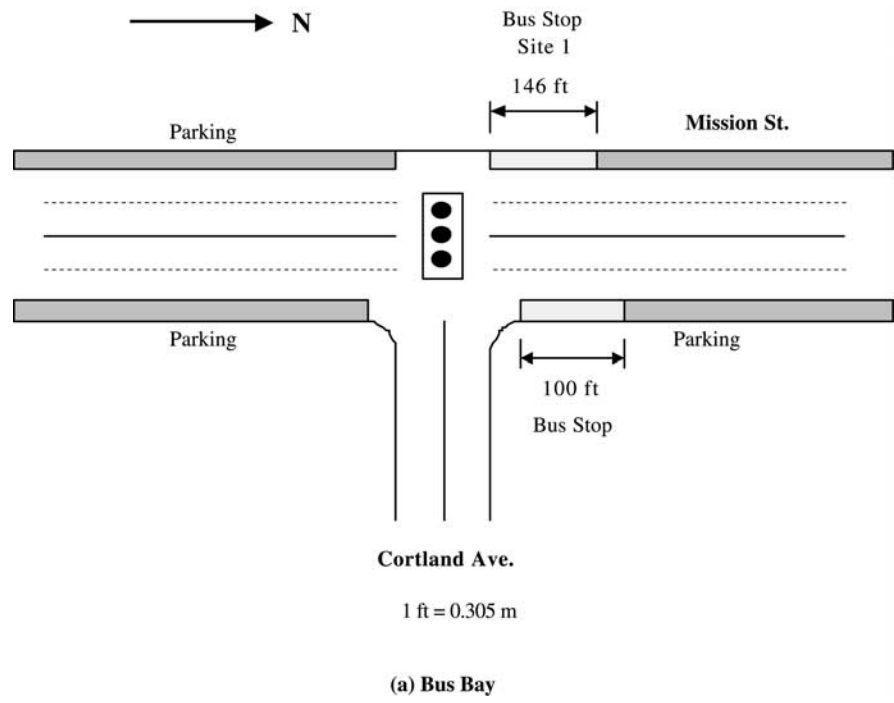 N
Bus Stop
Site 1
146 ft
Mission St.
Parking
Parking
Parking
100 ft
Bus Stop
Cortland Ave.
1 ft = 0.305 m
(a) Bus Bay